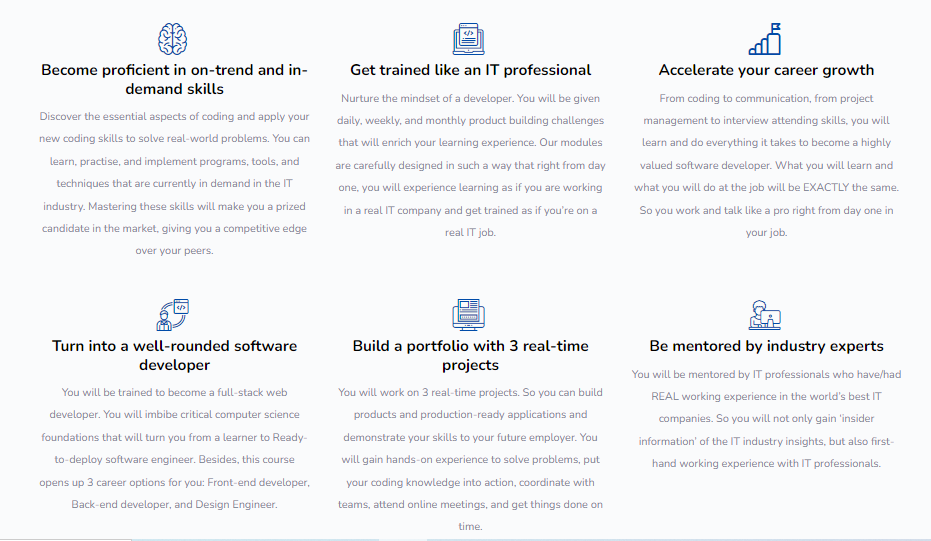 Become proficient in on-trend and in-
demand skills
Discover the essential aspects of coding and apply your
new coding skills to solve real-world problems. You can
learn, practise, and implement programs, tools, and
techniques that are currently in demand in the IT
industry. Mastering these skills will make you a prized
candidate in the market, giving you a competitive edge
over your peers.
Get trained like an IT professional
Nurture the mindset of a developer. You will be given
daily, weekly, and monthly product building challenges
that will enrich your learning experience. Our modules
are carefully designed in such a way that right from day
one, you will experience learning as if you are working
in a real IT company and get trained as if you're on a
real IT job.
Accelerate your career growth
From coding to communication, from project
management to interview attending skills, you will
learn and do everything it takes to become a highly
valued software developer. What you will learn and
what you will do at the job will be EXACTLY the same.
So you work and talk like a pro right from day one in
your job.
Turn into a well-rounded software
developer
You will be trained to become a full-stack web
developer. You will imbibe critical computer science
foundations that will turn you from a learner to Ready-
to-deploy software engineer. Besides, this course
opens up 3 career options for you: Front-end developer,
Back-end developer, and Design Engineer.
Build a portfolio with 3 real-time
projects
You will work on 3 real-time projects. So you can build
products and production-ready applications and
demonstrate your skills to your future employer. You
will gain hands-on experience to solve problems, put
your coding knowledge into action, coordinate with
teams, attend online meetings, and get things done on
time.
Be mentored by industry experts
You will be mentored by IT professionals who have/had
REAL working experience in the world's best IT
companies. So you will not only gain 'insider
information' of the IT industry insights, but also first-
hand working experience with IT professionals.